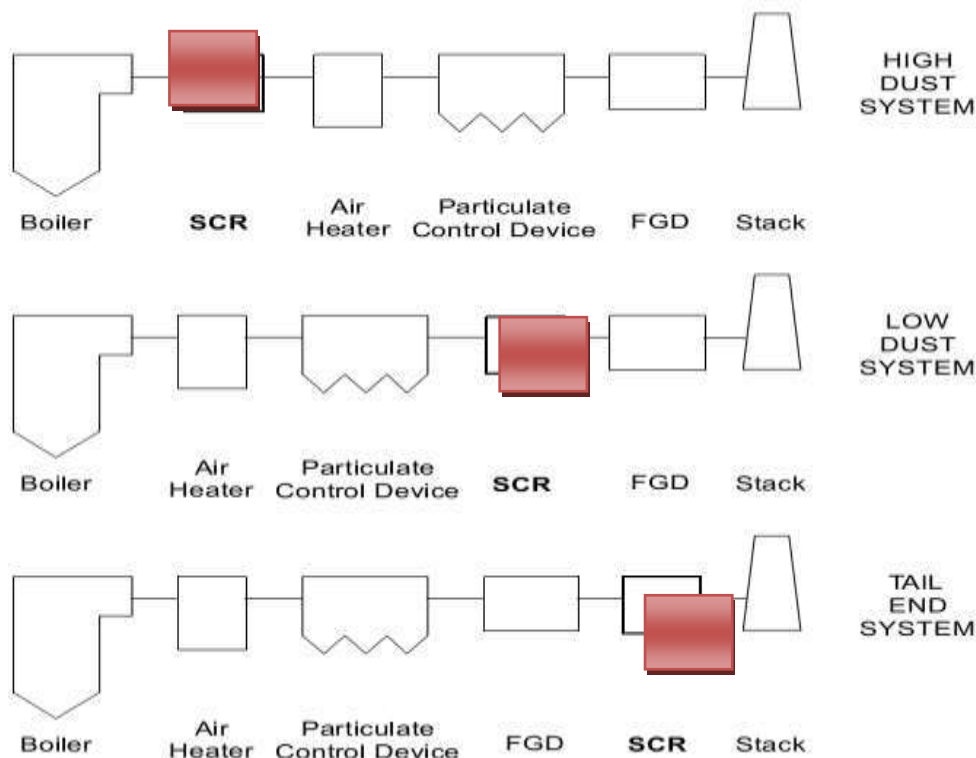 HIGH
DUST
SYSTEM
Boiler
SCR
Air
Heater
Particulate
Control Device
FGD
Stack
LOW
DUST
SYSTEM
Boiler
Air
Heater
Particulate
Control Device
SCR
FGD
Stack
TAIL
END
SYSTEM
Boiler
Air
Heater
Particulate
Control Device
FGD
SCR
Stack